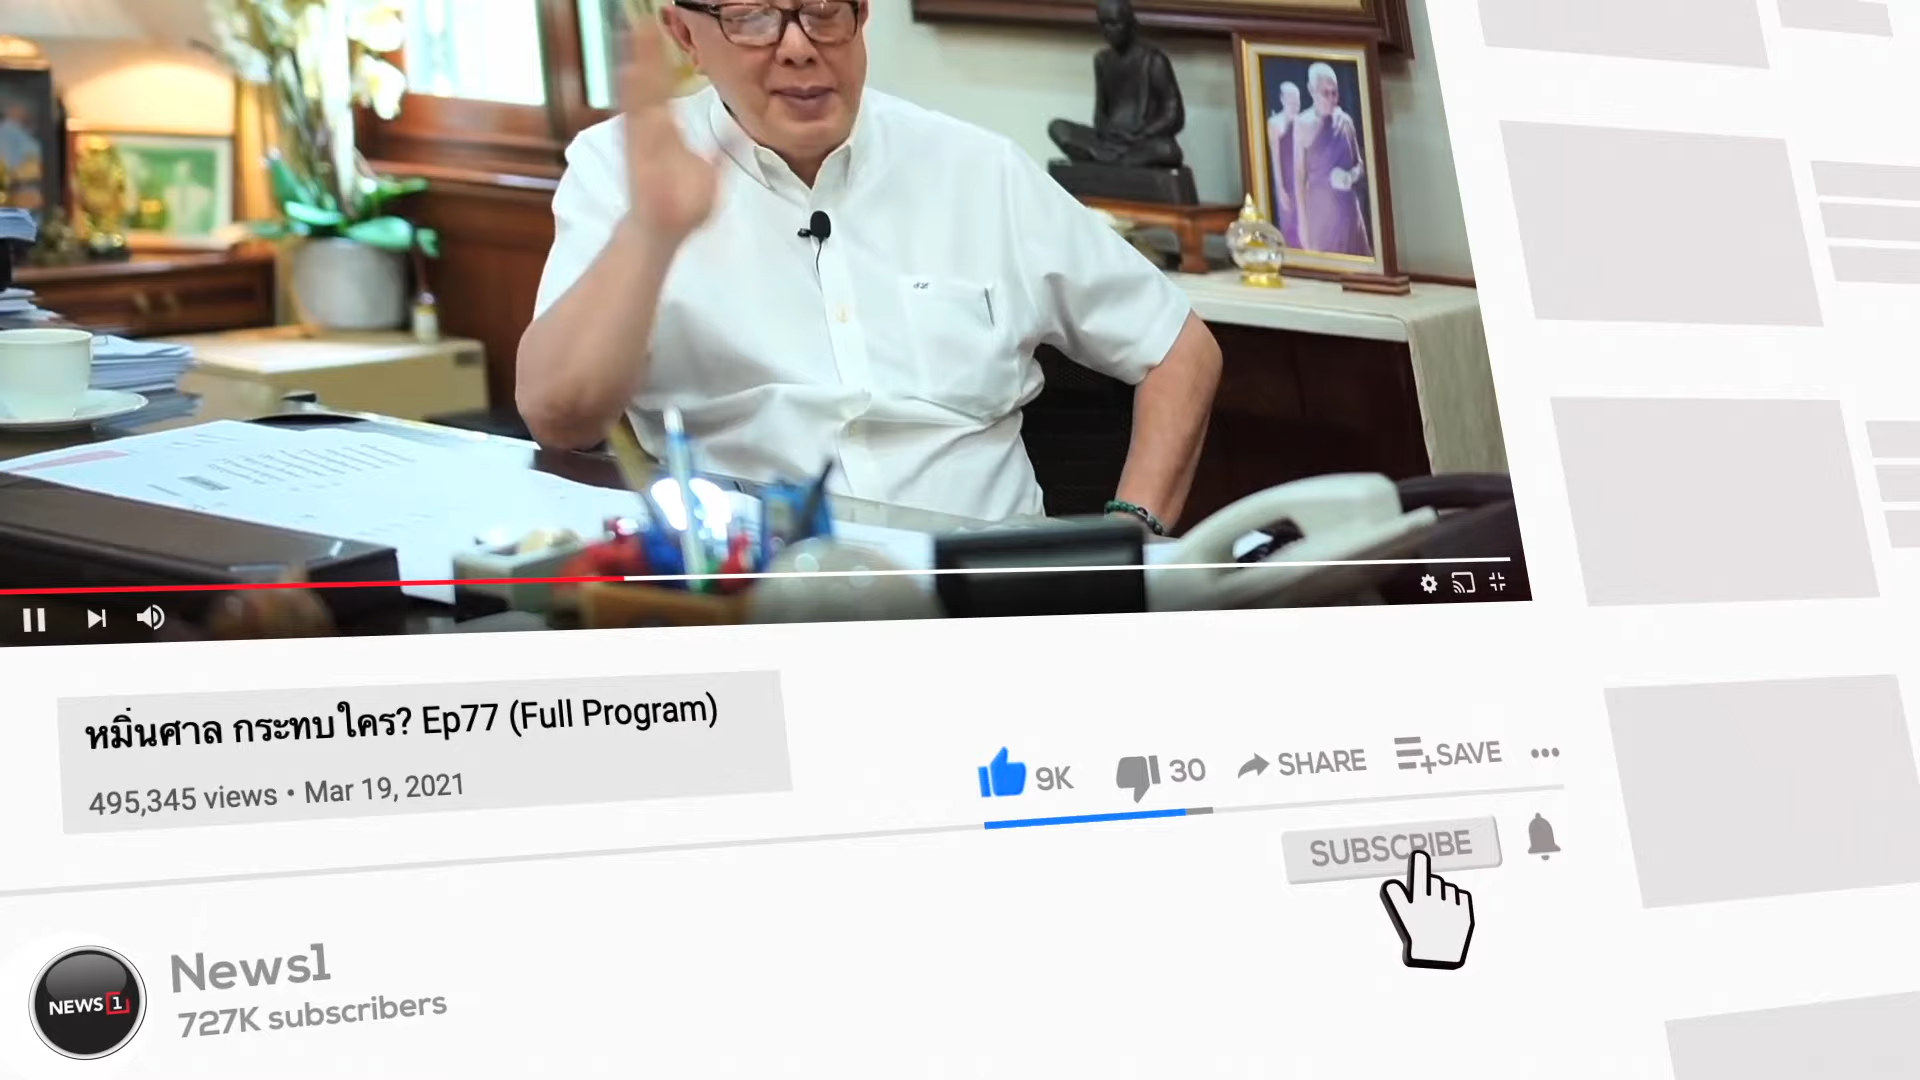 หมิ่นศาล กระทบใคร? Ep77 (Full Program)
495,345 views • Mar 19, 2021
9K
30
SHARE
SAVE
SUBSCRIBE
News1
727K subscribers
NEWS 1